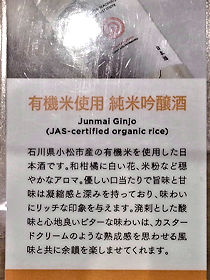 有機米使用 純米吟醸酒
Junmai Ginjo
(JAS-certified organic rice)
石川県小松市産の有機米を使用した日
本酒です。和柑橘に白い花、米粉など穏
やかなアロマ。優しい口当たりで旨味と甘
味は凝縮感と深みを持っており、味わい
にリッチな印象を与えます。溌剌とした酸
味と心地良いビターな味わいは、カスター
ドクリームのような熟成感を思わせる風
味と共に余韻を楽しませてくれます。